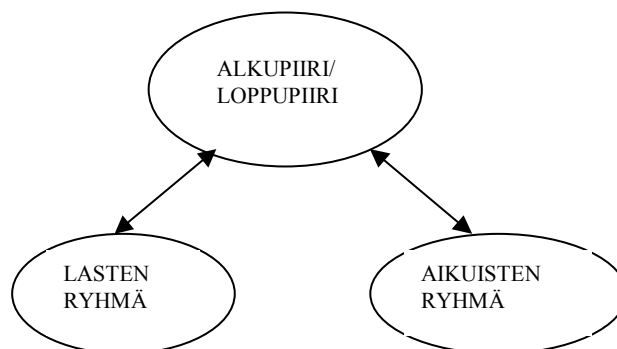 ALKUPIIRI/
LOPPUPIIRI
LASTEN
RYHMÄ
AIKUISTEN
RYHMÄ